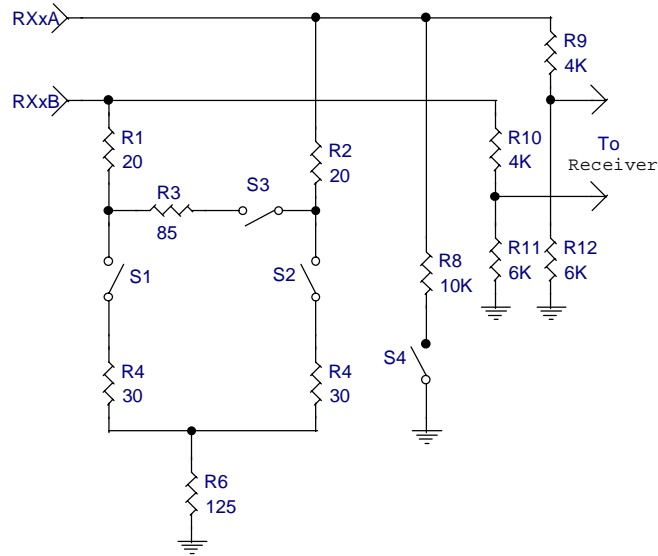 RXxA
R9
4K
RXxB
R1
20
R2
20
R10
4K
To
Receiver
R3
85
S3
S1
S2
R8
10K
R11
6K
R12
6K
S4
R4
30
R4
30
R6
125